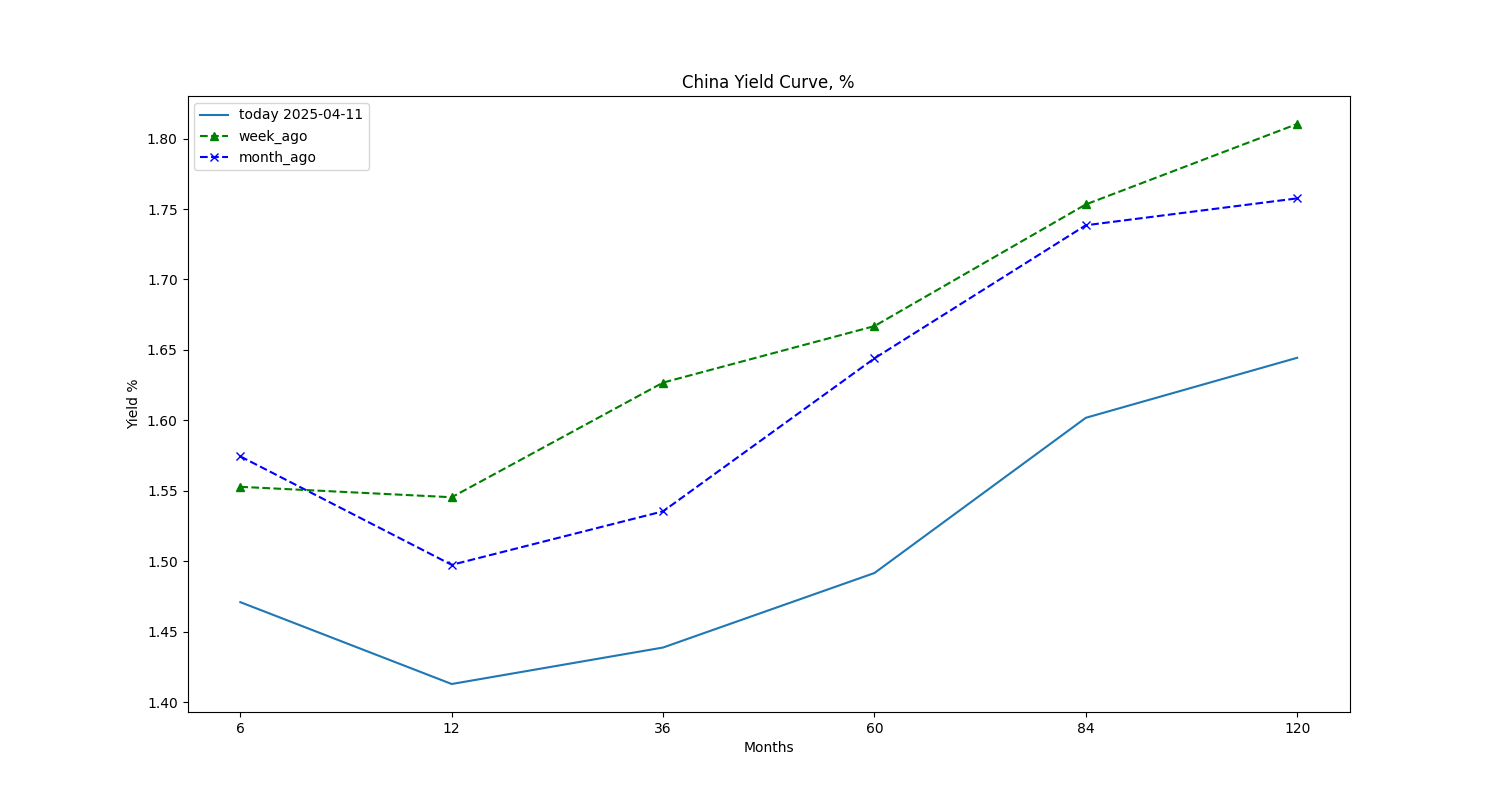 China Yield Curve, %
today 2025-04-11
week_ago
month_ago
1.80
1.75
1.70
1.65
1.60
1.55
1.50
1.45
1.40
Yield %
6 12 36 60 84 120
Months